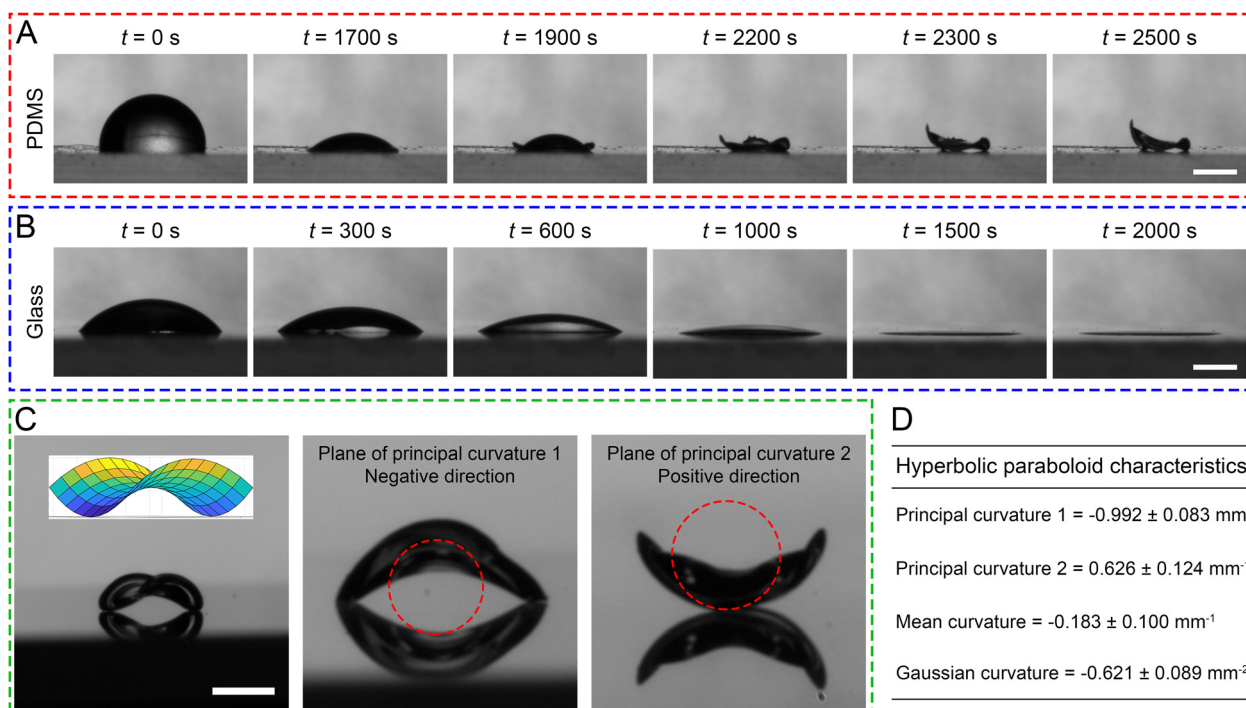 A
t = 0 s
t = 1700 s
t = 1900 s
t = 2200 s
t = 2300 s
t = 2500 s
PDMS
B
t = 0 s
t = 300 s
t = 600 s
t = 1000 s
t = 1500 s
t = 2000 s
Glass
C
Plane of principal curvature 1
Negative direction
Plane of principal curvature 2
Positive direction
D
Hyperbolic paraboloid characteristics
Principal curvature 1 = -0.992 ± 0.083 mm
Principal curvature 2 = 0.626 ± 0.124 mm⁻
Mean curvature = -0.183 ± 0.100 mm⁻¹
Gaussian curvature = -0.621 ± 0.089 mm⁻²